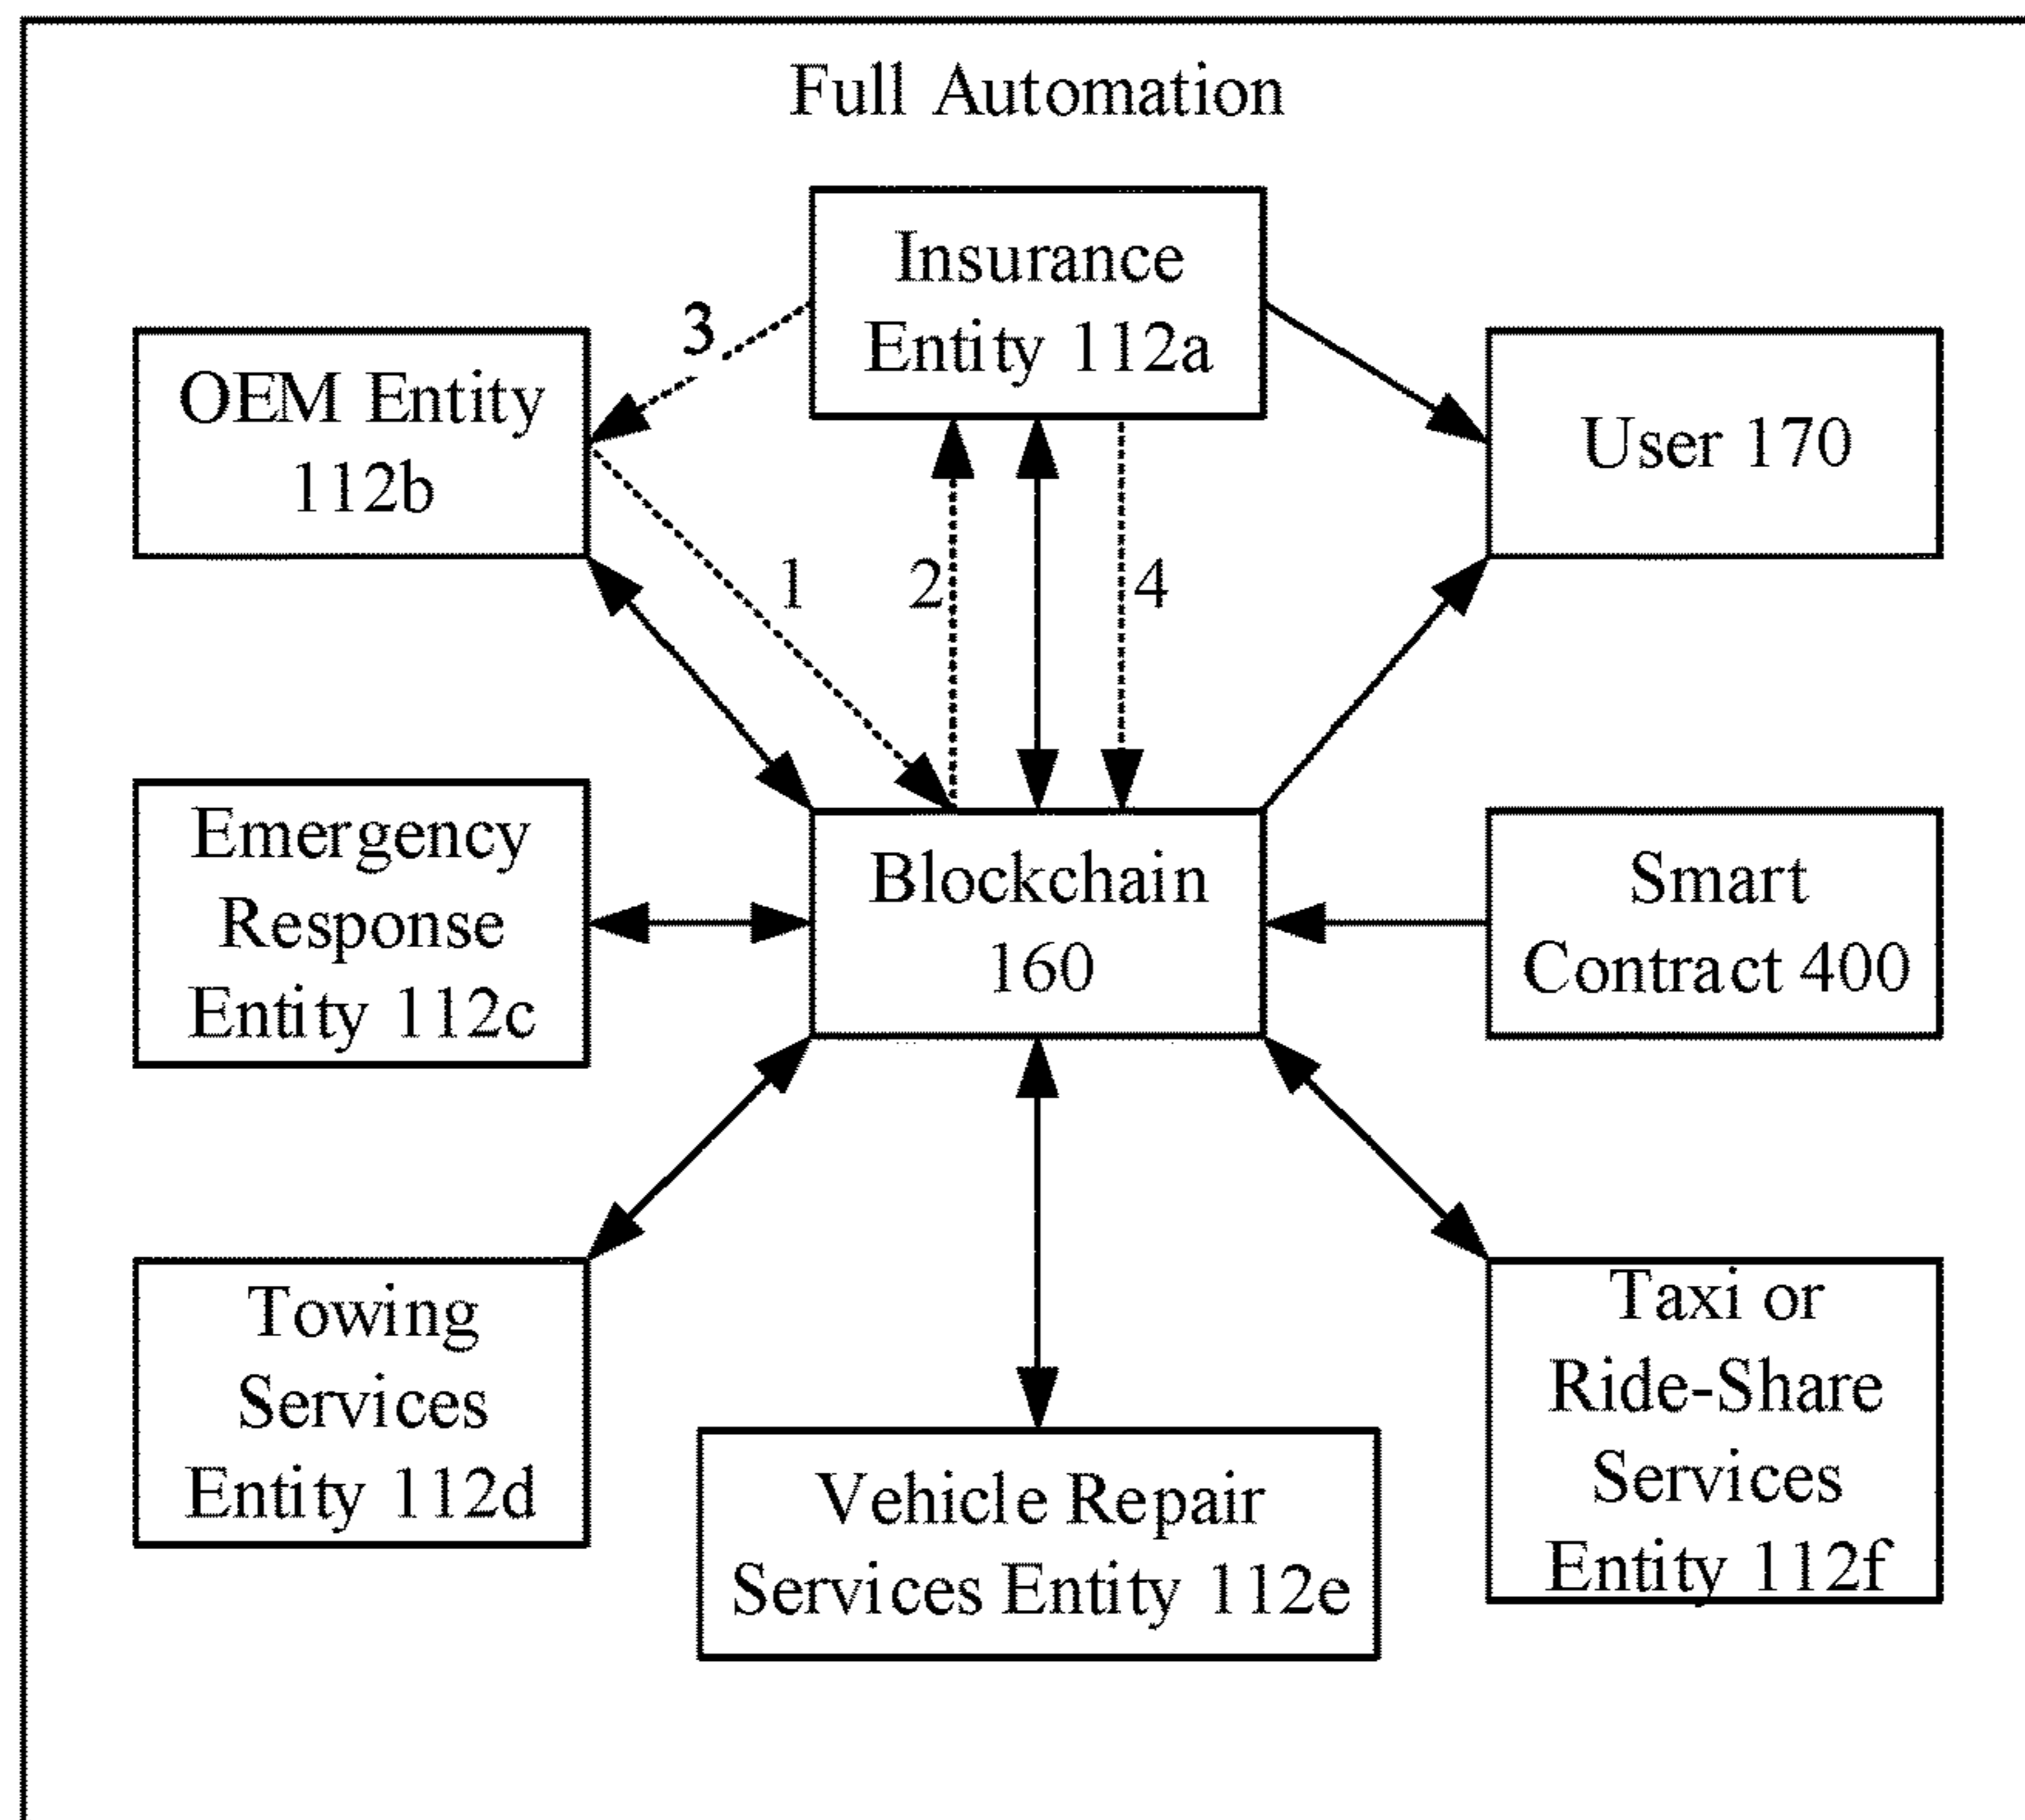 Full Automation
Insurance
Entity 112a
3
OEM Entity
112b
User 170
1
2
4
Emergency
Response
Entity 112c
Blockchain
160
Smart
Contract 400
Towing
Services
Entity 112d
Vehicle Repair
Services Entity 112e
Taxi or
Ride-Share
Services
Entity 112f